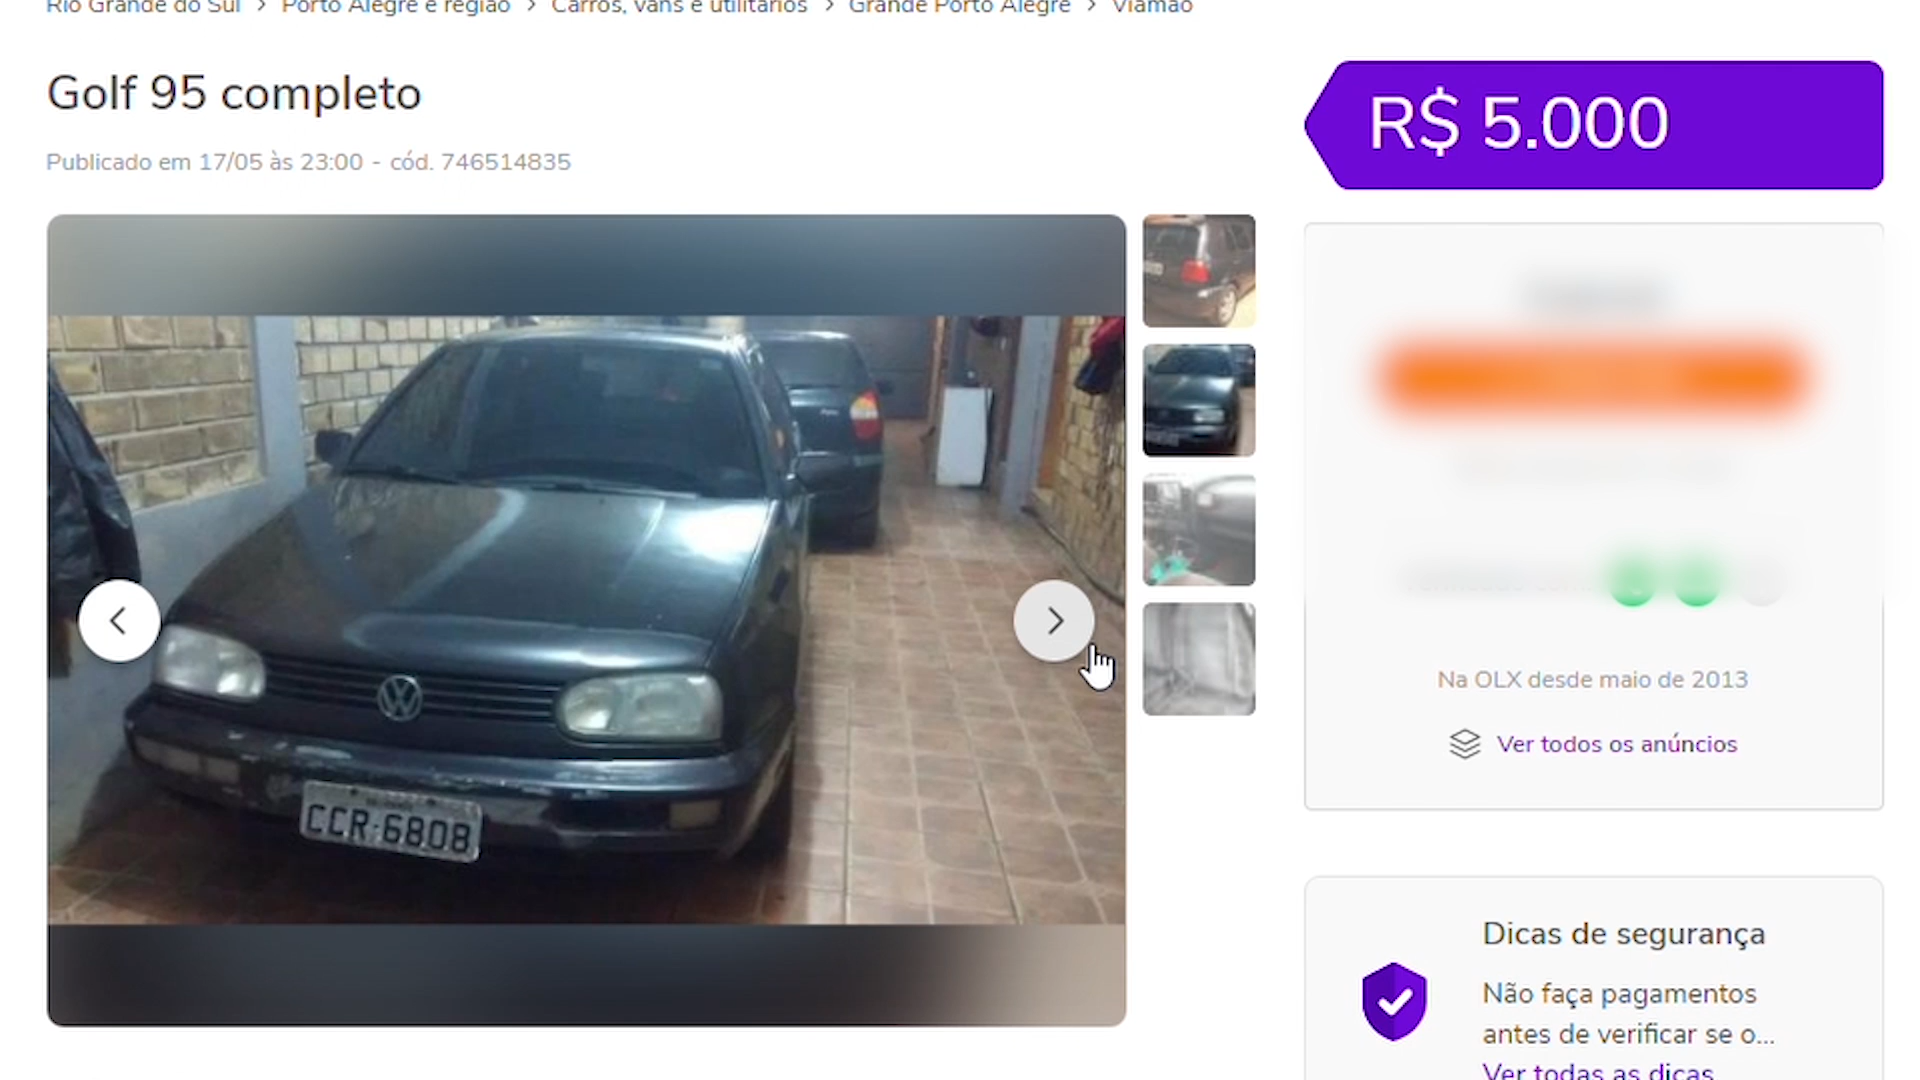 Rio Grande do Sul > Porto Alegre e região > Carros, vans e utilitários > Grande Porto Alegre > Viamão
Golf 95 completo
Publicado em 17/05 às 23:00 - cód. 746514835
R$ 5.000
CCR-6808
Na OLX desde maio de 2013
Ver todos os anúncios
Dicas de segurança
Não faça pagamentos
antes de verificar se o...
Ver todas as dicas